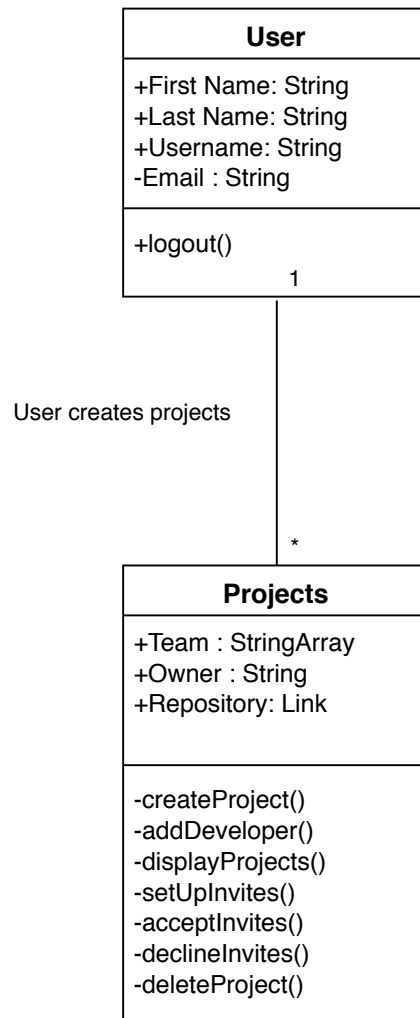 User
+First Name: String
+Last Name: String
+Username: String
-Email : String
+logout()
1
User creates projects
*
Projects
+Team : StringArray
+Owner : String
+Repository: Link
-createProject()
-addDeveloper()
-displayProjects()
-setUpInvites()
-acceptInvites()
-declineInvites()
-deleteProject()